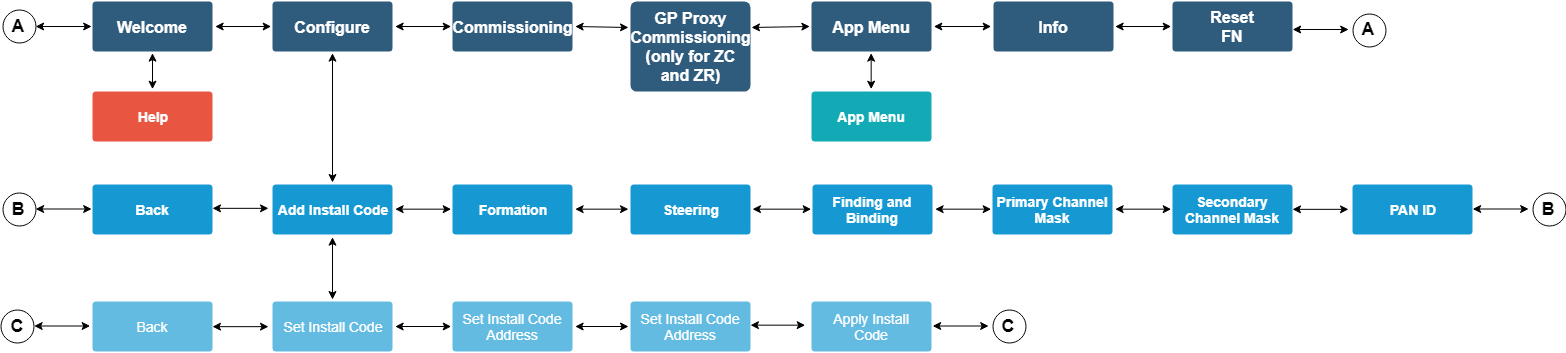 A
Welcome
Configure
Commissioning
GP Proxy
Commissioning
(only for ZC
and ZR)
App Menu
Info
Reset
FN
A
Help
App Menu
B
Back
Add Install Code
Formation
Steering
Finding and
Binding
Primary Channel
Mask
Secondary
Channel Mask
PAN ID
B
C
Back
Set Install Code
Set Install Code
Address
Set Install Code
Address
Apply Install
Code
C